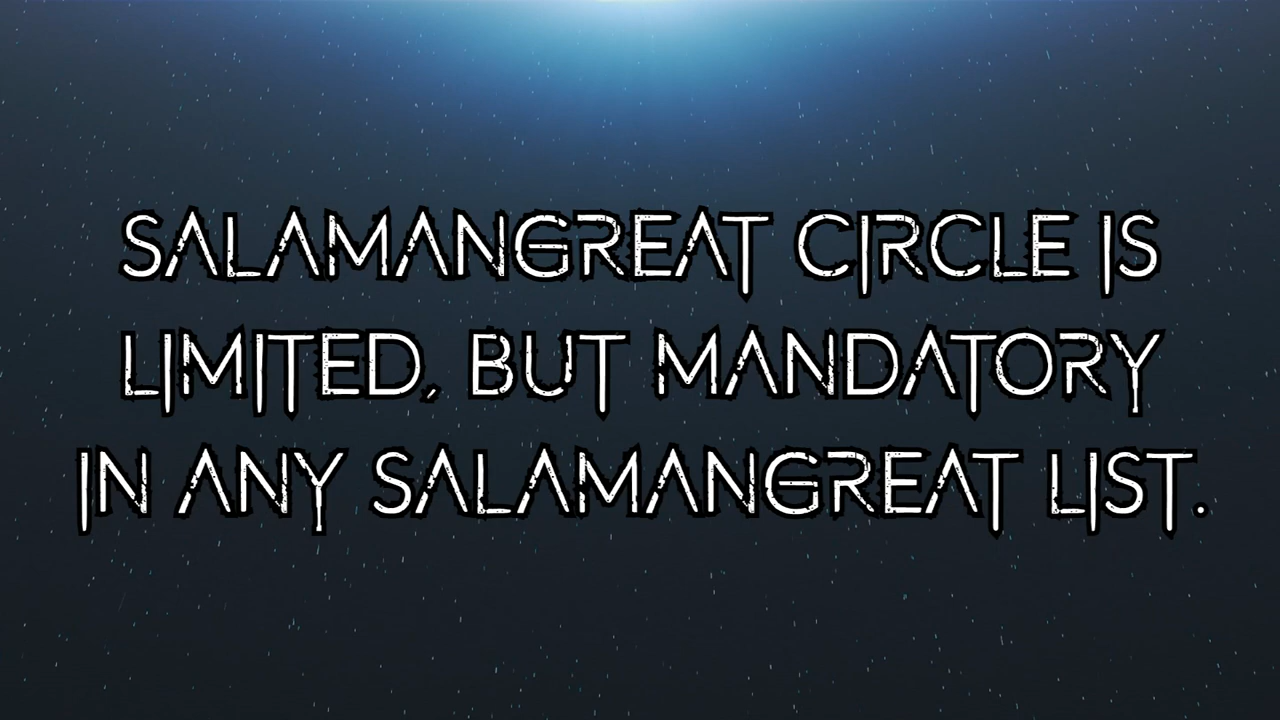 SALAMANGREAT CIRCLE IS
LIMITED, BUT MANDATORY
IN ANY SALAMANGREAT LIST.